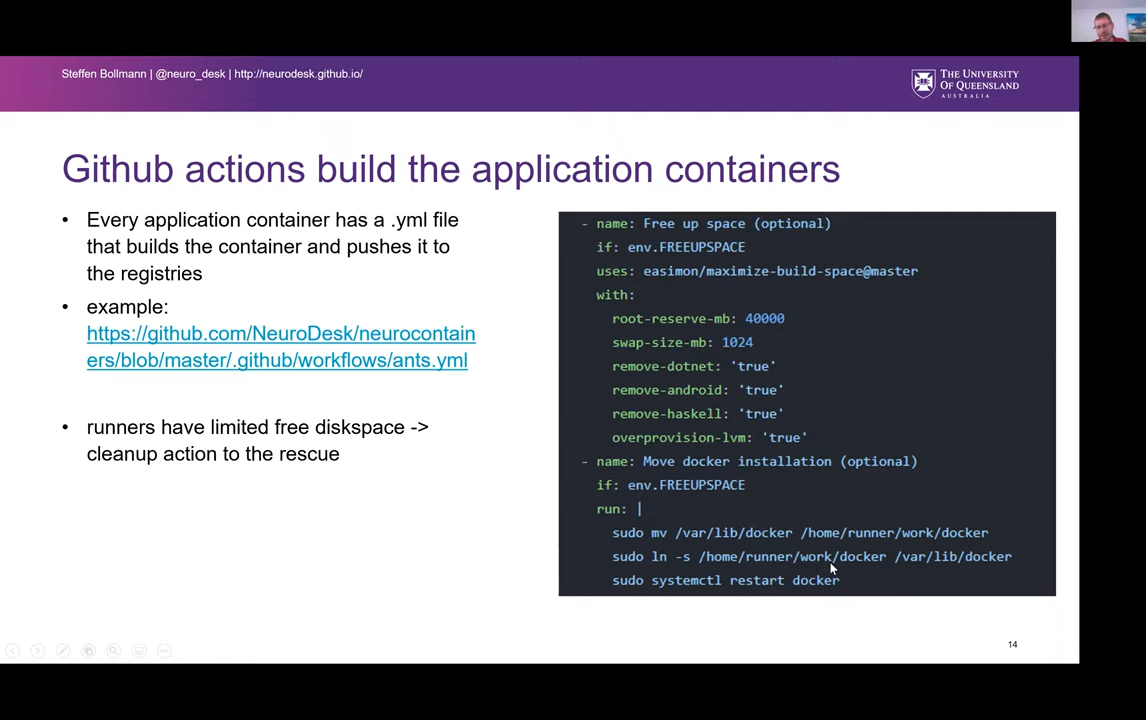 Steffen Bollmann | @neuro_desk | http://neurodesk.github.io/
THE UNIVERSITY
OF QUEENSLAND
AUSTRALIA
Github actions build the application containers
• Every application container has a .yml file
that builds the container and pushes it to
the registries
• example:
https://github.com/NeuroDesk/neurocontain
ers/blob/master/.github/workflows/ants.yml
• runners have limited free diskspace ->
cleanup action to the rescue
- name: Free up space (optional)
if: env.FREEUPSPACE
uses: easimon/maximize-build-space@master
with:
root-reserve-mb: 40000
swap-size-mb: 1024
remove-dotnet: 'true'
remove-android: 'true'
remove-haskell: 'true'
overprovision-lvm: 'true'
- name: Move docker installation (optional)
if: env.FREEUPSPACE
run: |
sudo mv /var/lib/docker /home/runner/work/docker
sudo ln -s /home/runner/work/docker /var/lib/docker
sudo systemctl restart docker
14